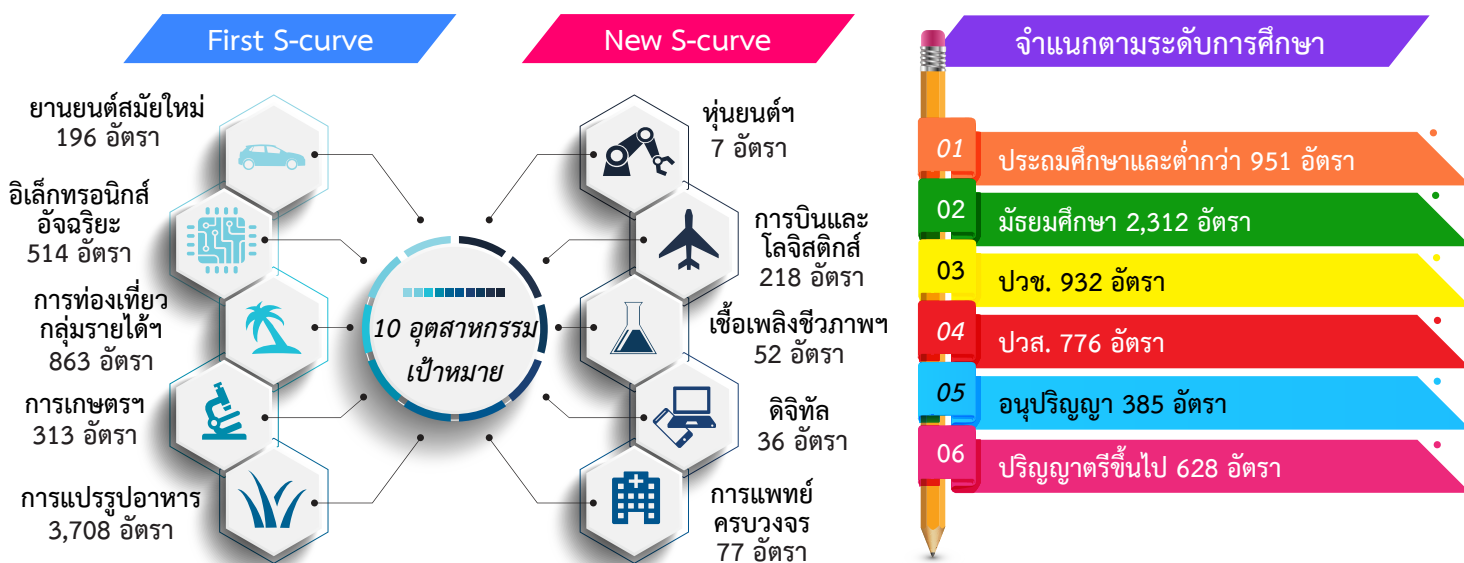 First S-curve
ยานยนต์สมัยใหม่
196 อัตรา
อิเล็กทรอนิกส์
อัจฉริยะ
514 อัตรา
การท่องเที่ยว
กลุ่มรายได้ฯ
863 อัตรา
การเกษตรฯ
313 อัตรา
การแปรรูปอาหาร
3,708 อัตรา
10 อุตสาหกรรม
เป้าหมาย
New S-curve
หุ่นยนต์ฯ
7 อัตรา
การบินและ
โลจิสติกส์
218 อัตรา
เชื้อเพลิงชีวภาพฯ
52 อัตรา
ดิจิทัล
36 อัตรา
การแพทย์
ครบวงจร
77 อัตรา
จำแนกตามระดับการศึกษา
01 ประถมศึกษาและต่ำกว่า 951 อัตรา
02 มัธยมศึกษา 2,312 อัตรา
03 ปวช. 932 อัตรา
04 ปวส. 776 อัตรา
05 อนุปริญญา 385 อัตรา
06 ปริญญาตรีขึ้นไป 628 อัตรา